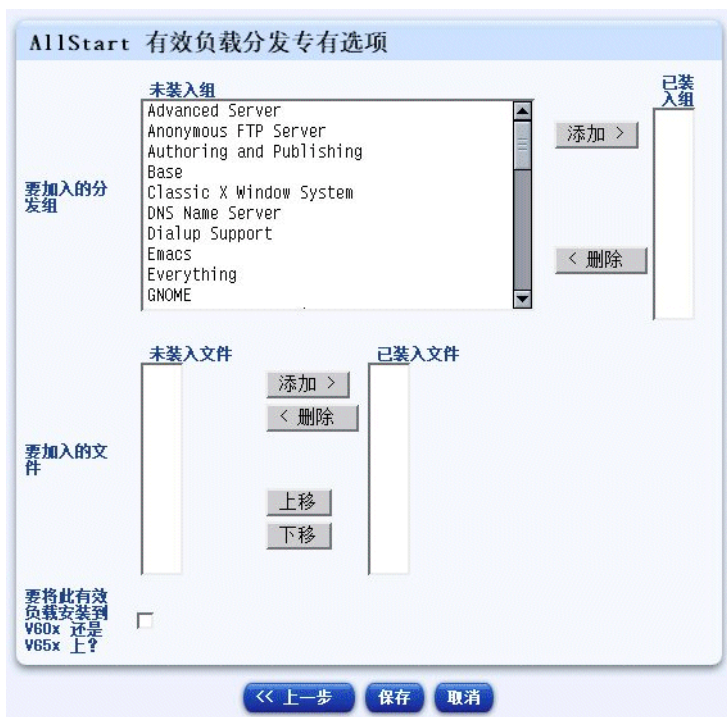 AllStart 有效负载分发专有选项
未装入组
已装
入组
Advanced Server
Anonymous FTP Server
Authoring and Publishing
Base
Classic X Window System
DNS Name Server
Dialup Support
Emacs
Everything
GNOME
添加 >
< 删除
要加入的分
发组
未装入文件
已装入文件
添加 >
< 删除
上移
下移
要加入的文
件
要将此有效
负载安装到
V60x 还是
V65x 上?
<< 上一步
保存
取消